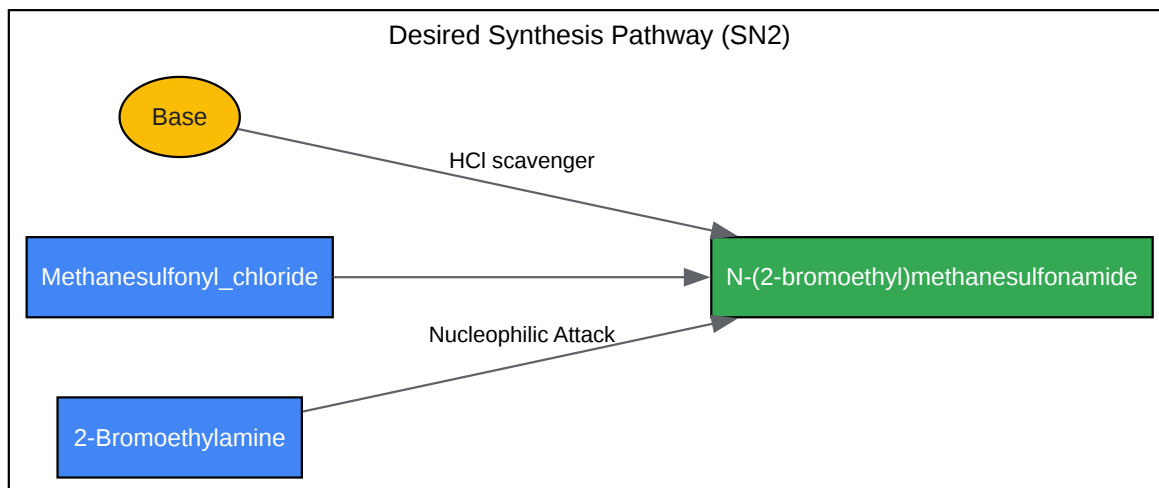 Desired Synthesis Pathway (SN2)
Base
HCl scavenger
Methanesulfonyl_chloride
N-(2-bromoethyl)methanesulfonamide
Nucleophilic Attack
2-Bromoethylamine